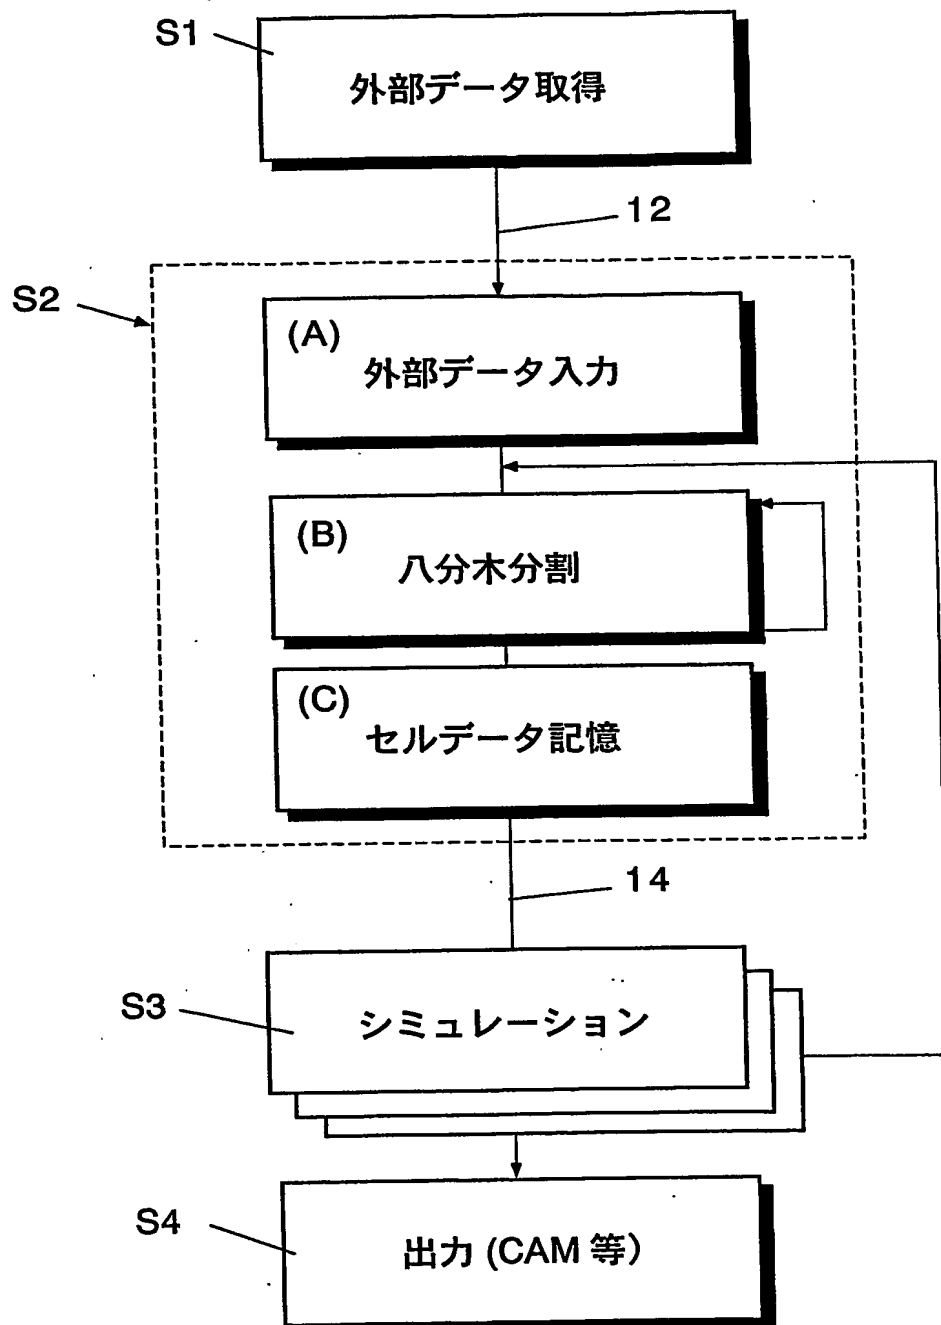 S1
外部データ取得
12
S2
(A)
外部データ入力
(B)
八分木分割
(C)
セルデータ記憶
14
S3
シミュレーション
S4
出力 (CAM 等)